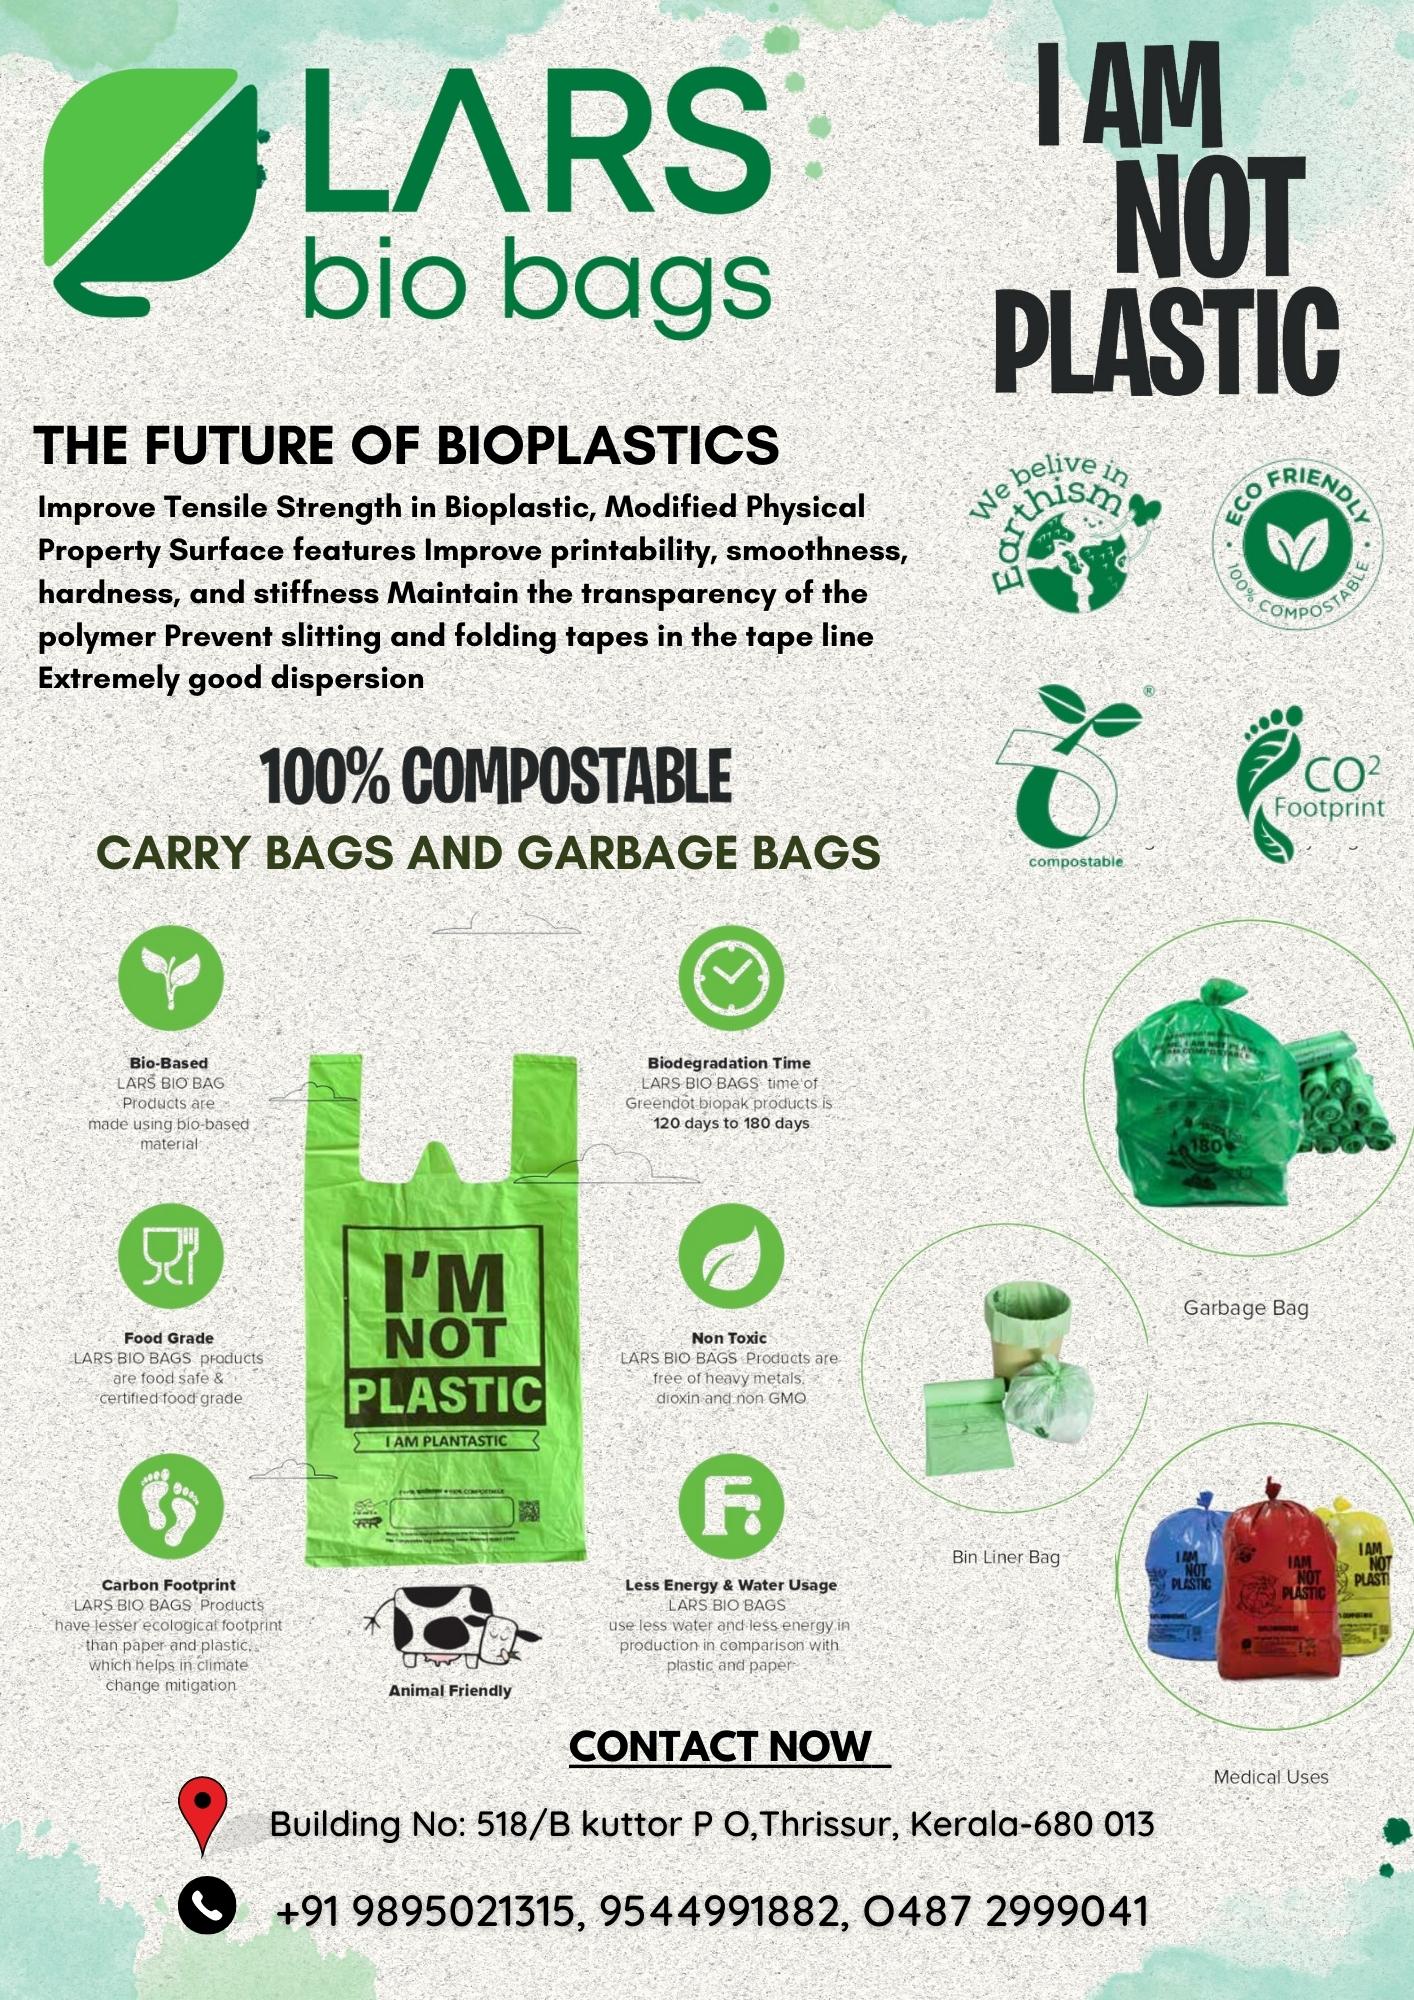 LARS
bio bags
I AM
NOT
PLASTIC
THE FUTURE OF BIOPLASTICS
Improve Tensile Strength in Bioplastic, Modified Physical
Property Surface features Improve printability, smoothness,
hardness, and stiffness Maintain the transparency of the
polymer Prevent slitting and folding tapes in the tape line
Extremely good dispersion
We belive in
Earthism
ECO FRIENDLY
100% COMPOSTABLE
®
compostable
CO²
Footprint
100% COMPOSTABLE
CARRY BAGS AND GARBAGE BAGS
Bio-Based
LARS BIO BAG
Products are
made using bio-based
material
Biodegradation Time
LARS BIO BAGS time of
Greendot biopak products is
120 days to 180 days
Food Grade
LARS BIO BAGS products
are food safe &
certified food grade
Non Toxic
LARS BIO BAGS Products are
free of heavy metals,
dioxin and non GMO
Carbon Footprint
LARS BIO BAGS Products
have lesser ecological footprint
than paper and plastic,
which helps in climate
change mitigation
Less Energy & Water Usage
LARS BIO BAGS
use less water and less energy in
production in comparison with
plastic and paper
I'M
NOT
PLASTIC
I AM PLANTASTIC
Animal Friendly
I AM NOT PLASTIC
I AM COMPOSTABLE
180
Garbage Bag
Bin Liner Bag
I AM
NOT
PLASTIC
I AM
NOT
PLASTIC
I AM
NOT
PLASTIC
Medical Uses
CONTACT NOW
Building No: 518/B kuttor P O,Thrissur, Kerala-680 013
+91 9895021315, 9544991882, O487 2999041